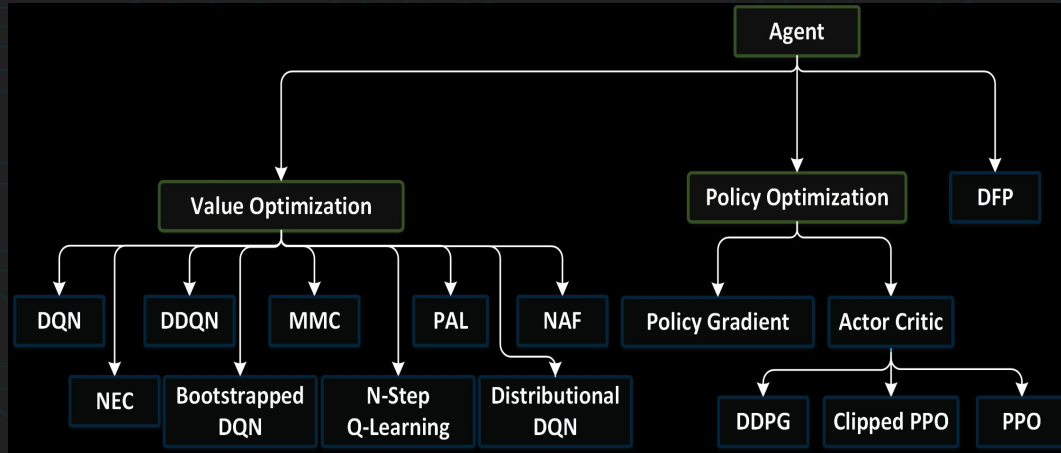 Agent
Value Optimization
Policy Optimization
DFP
DQN
DDQN
MMC
PAL
NAF
Policy Gradient
Actor Critic
NEC
Bootstrapped
DQN
N-Step
Q-Learning
Distributional
DQN
DDPG
Clipped PPO
PPO